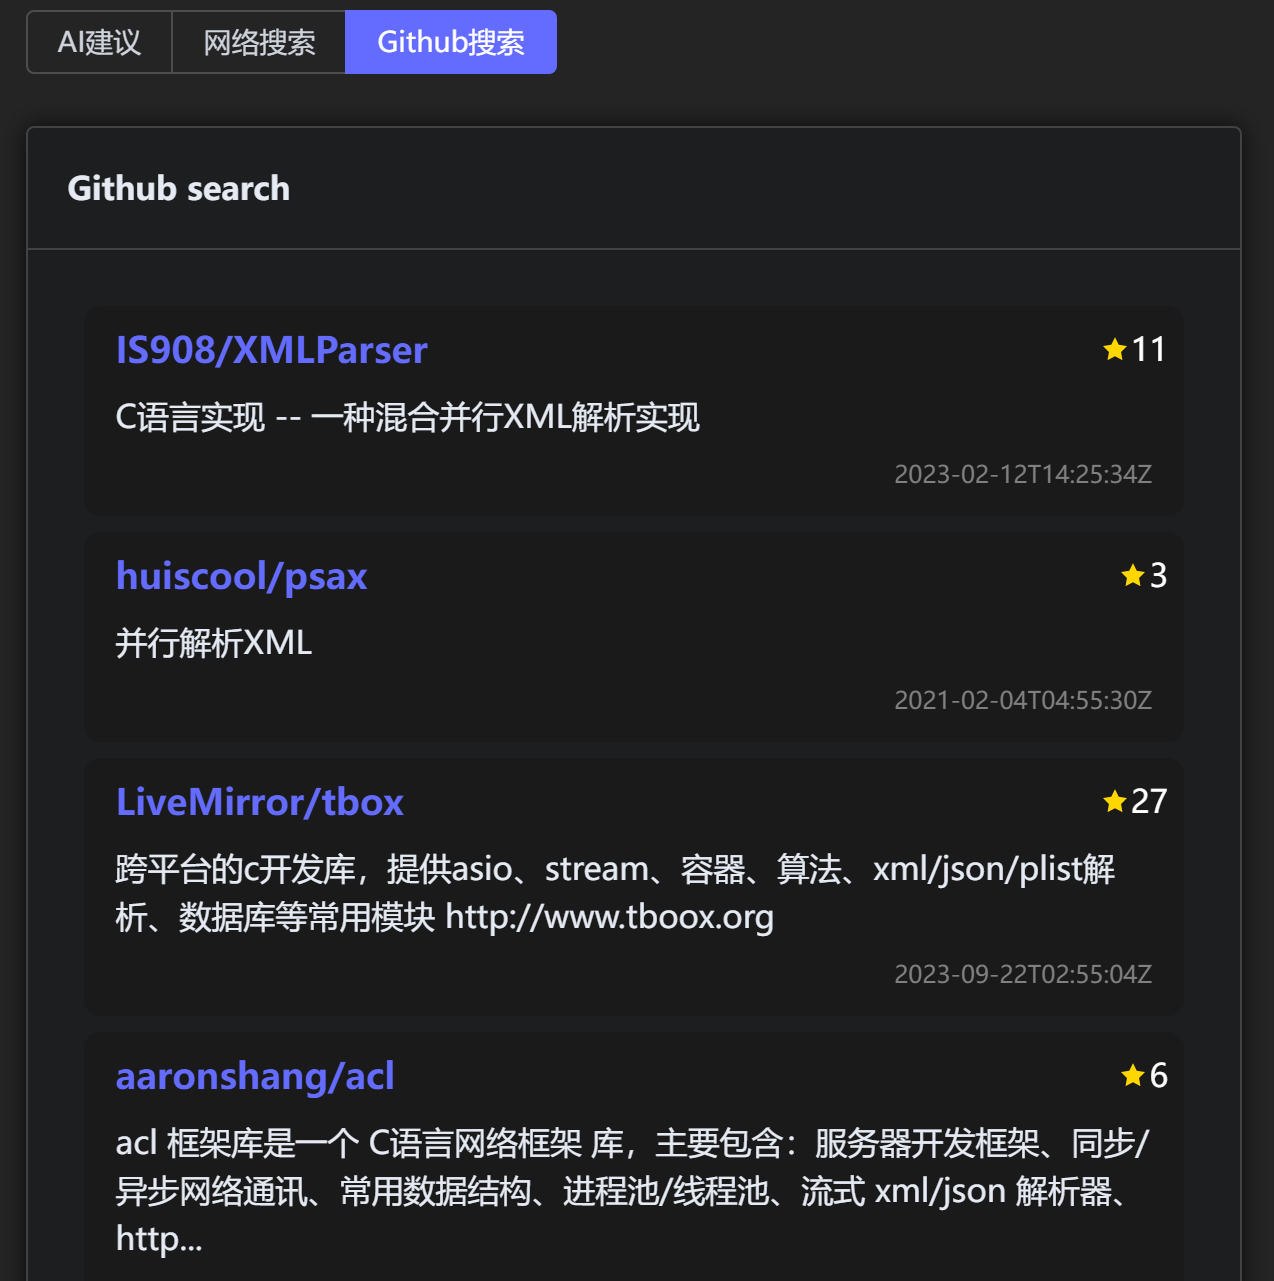 AI建议
网络搜索
Github搜索
Github search
IS908/XMLParser
11
C语言实现 -- 一种混合并行XML解析实现
2023-02-12T14:25:34Z
huiscool/psax
3
并行解析XML
2021-02-04T04:55:30Z
LiveMirror/tbox
27
跨平台的c开发库，提供asio、stream、容器、算法、xml/json/plist解
析、数据库等常用模块 http://www.tboox.org
2023-09-22T02:55:04Z
aaronshang/acl
6
acl 框架库是一个 C语言网络框架 库，主要包含：服务器开发框架、同步/
异步网络通讯、常用数据结构、进程池/线程池、流式 xml/json 解析器、
http...